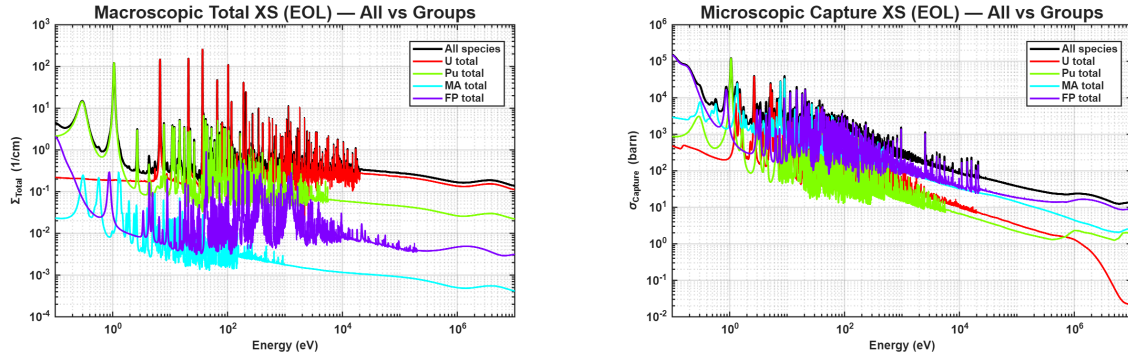 Macroscopic Total XS (EOL) — All vs Groups
10^3
10^2
10^1
10^0
10^-1
10^-2
10^-3
10^-4
Σ_Total (1/cm)
All species
U total
Pu total
MA total
FP total
10^0 10^2 10^4 10^6
Energy (eV)
Microscopic Capture XS (EOL) — All vs Groups
10^6
10^5
10^4
10^3
10^2
10^1
10^0
10^-1
10^-2
σ_Capture (barn)
All species
U total
Pu total
MA total
FP total
10^0 10^2 10^4 10^6
Energy (eV)